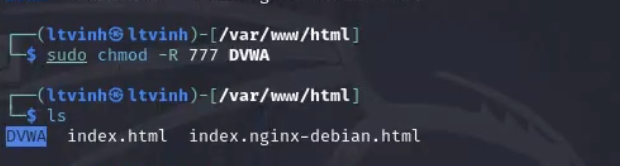 ┌──(ltvinh㉿ltvinh)-[/var/www/html]
└─$ sudo chmod -R 777 DVWA
┌──(ltvinh㉿ltvinh)-[/var/www/html]
└─$ ls
DVWA  index.html  index.nginx-debian.html